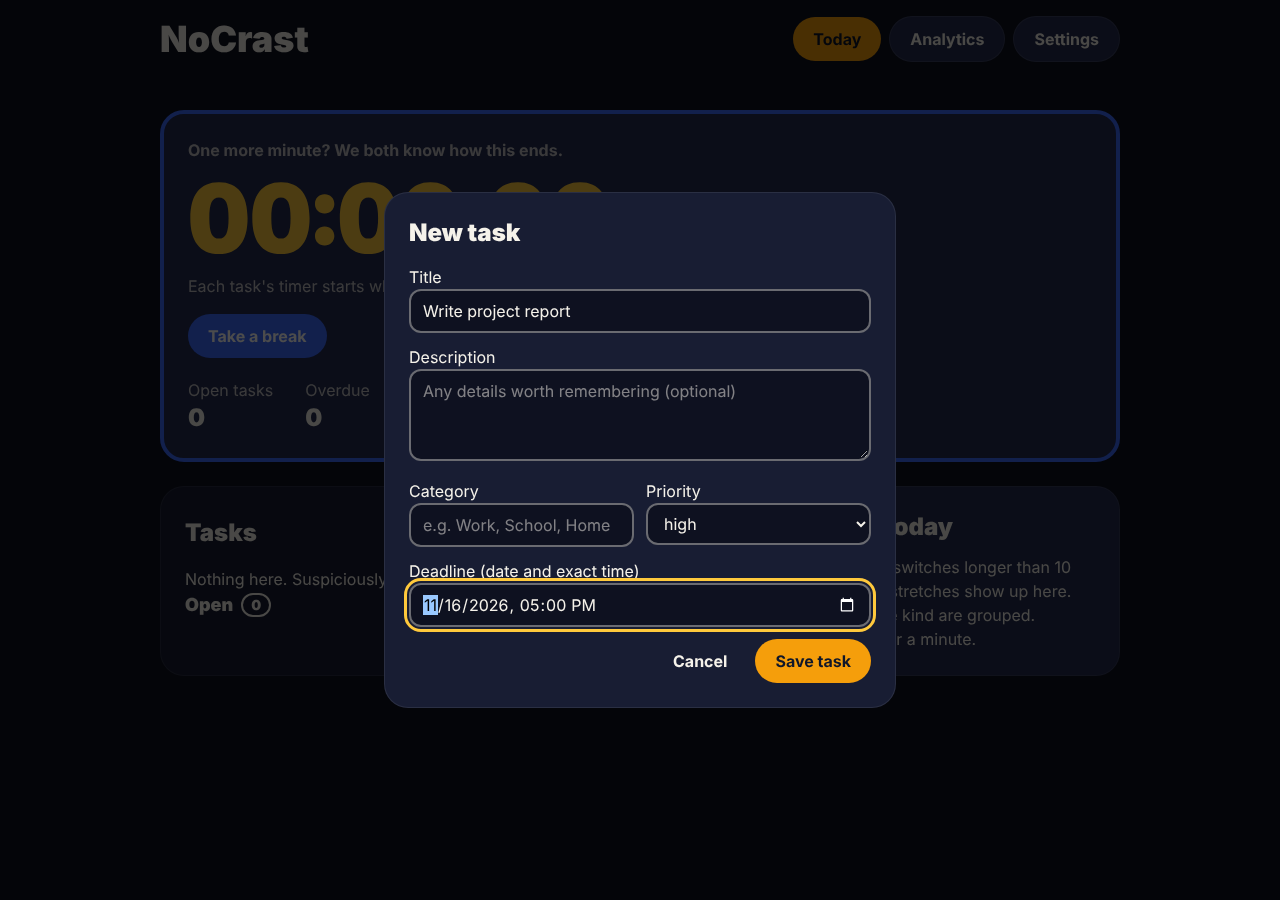 NoCrast
Today
Analytics
Settings
One more minute? We both know how this ends.
00:0
Each task's timer starts
Take a break
Open tasks
Overdue
0
0
New task
Title
Write project report
Description
Any details worth remembering (optional)
Category
Priority
e.g. Work, School, Home
high
Deadline (date and exact time)
11/16/2026, 05:00 PM
Cancel
Save task
Tasks
Nothing here. Suspiciously
Open 0
switches longer than 10
stretches show up here.
kind are grouped.
a minute.